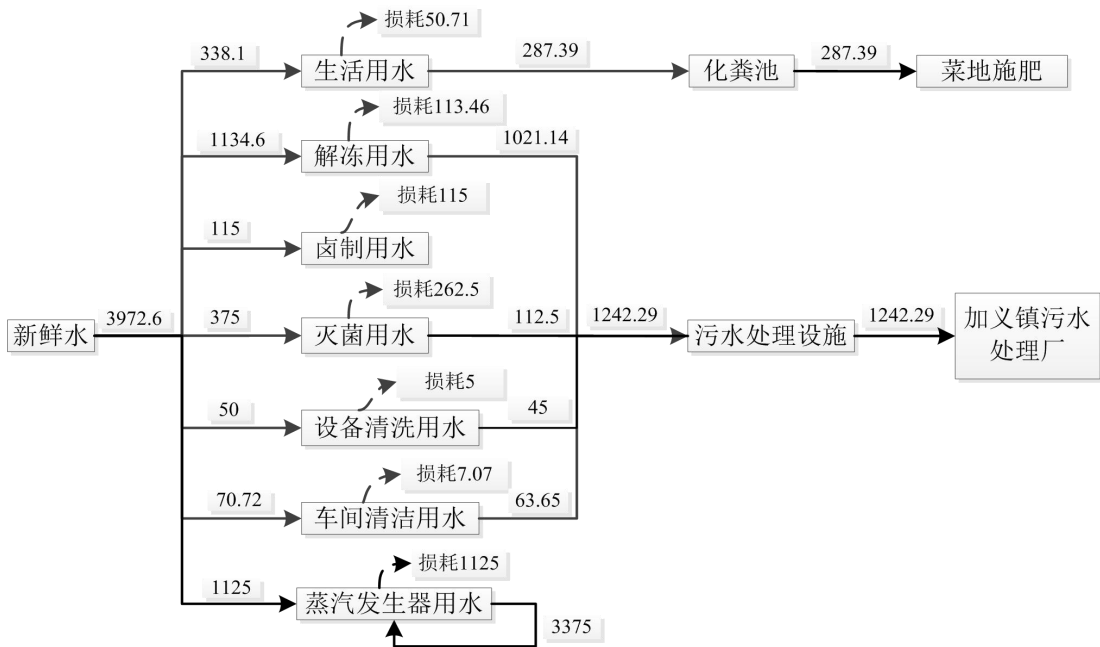 损耗50.71
338.1
生活用水
287.39
化粪池
287.39
菜地施肥
损耗113.46
1134.6
解冻用水
1021.14
损耗115
115
卤制用水
损耗262.5
新鲜水
3972.6
375
灭菌用水
112.5
1242.29
污水处理设施
1242.29
加义镇污水
处理厂
损耗5
50
设备清洗用水
45
损耗7.07
70.72
车间清洁用水
63.65
损耗1125
1125
蒸汽发生器用水
3375